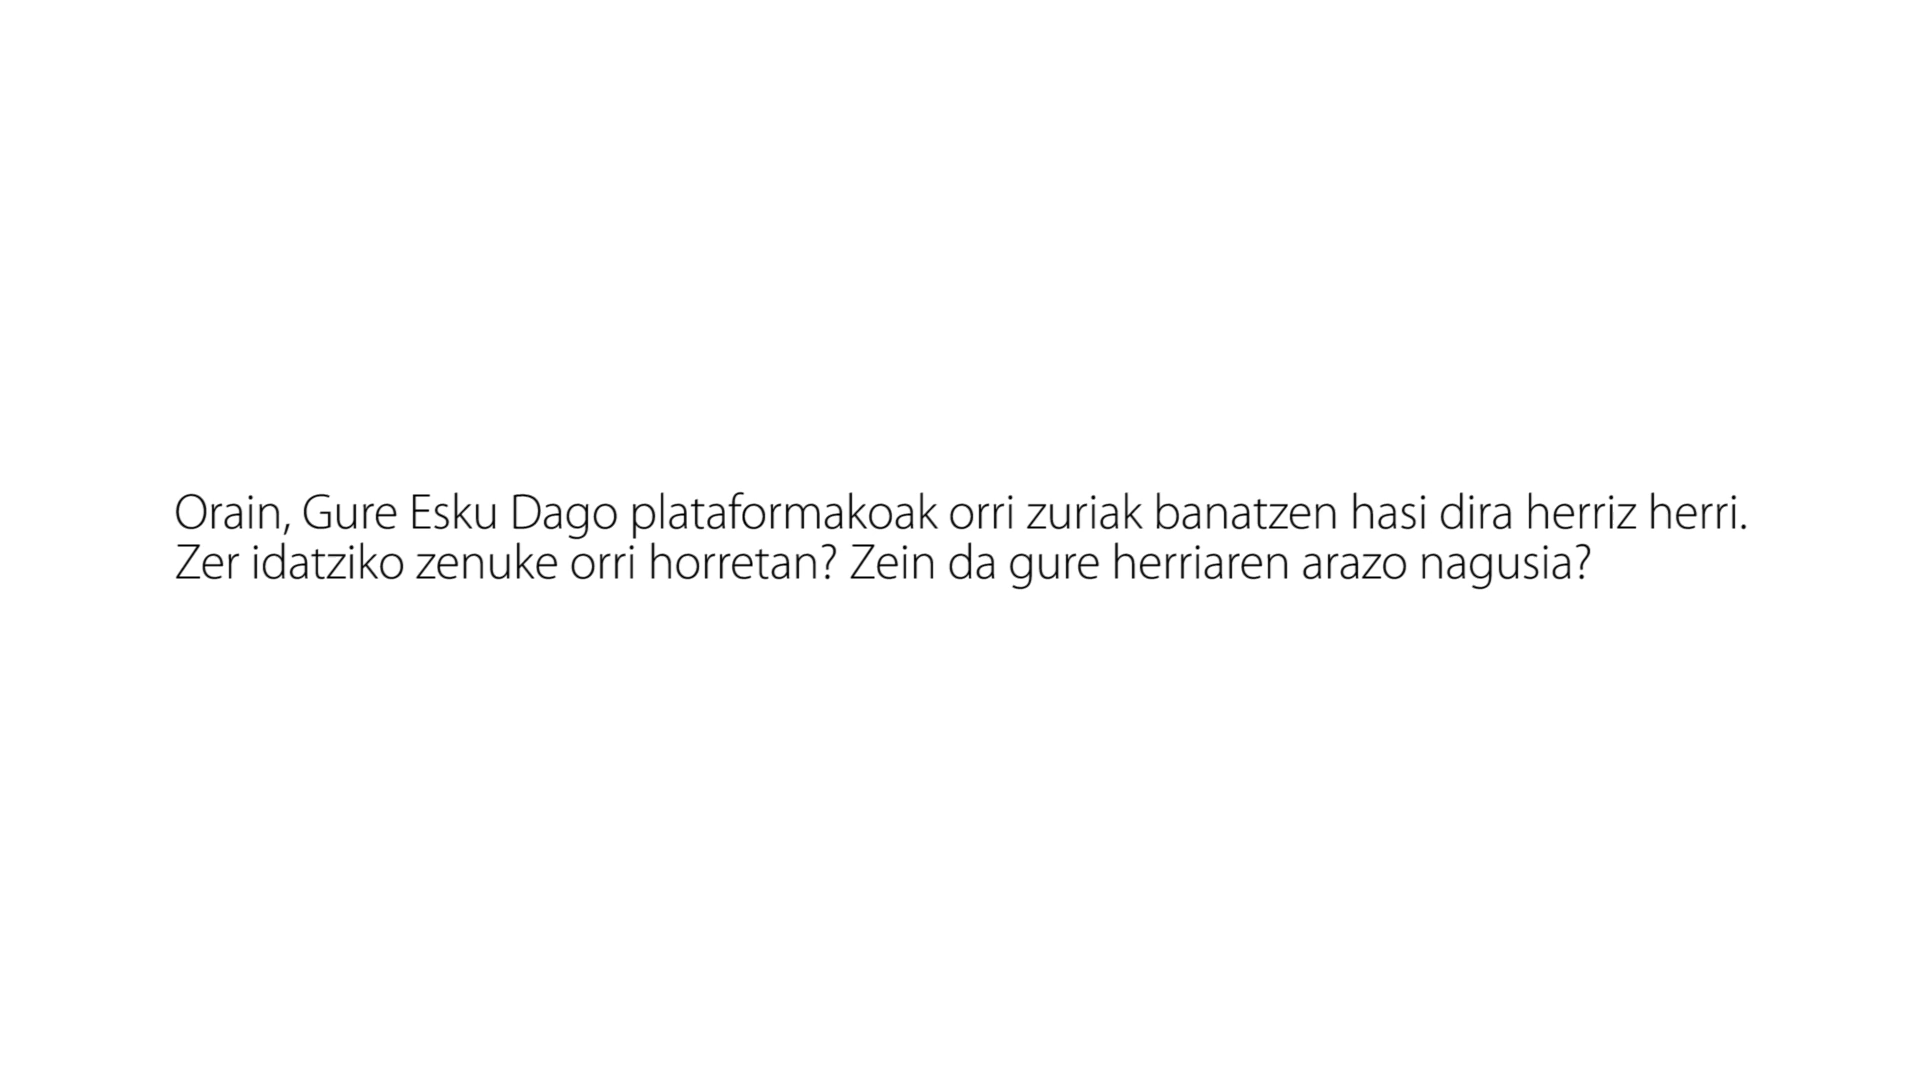 Orain, Gure Esku Dago plataformakoak orri zuriak banatzen hasi dira herriz herri.
Zer idatziko zenuke orri horretan? Zein da gure herriaren arazo nagusia?